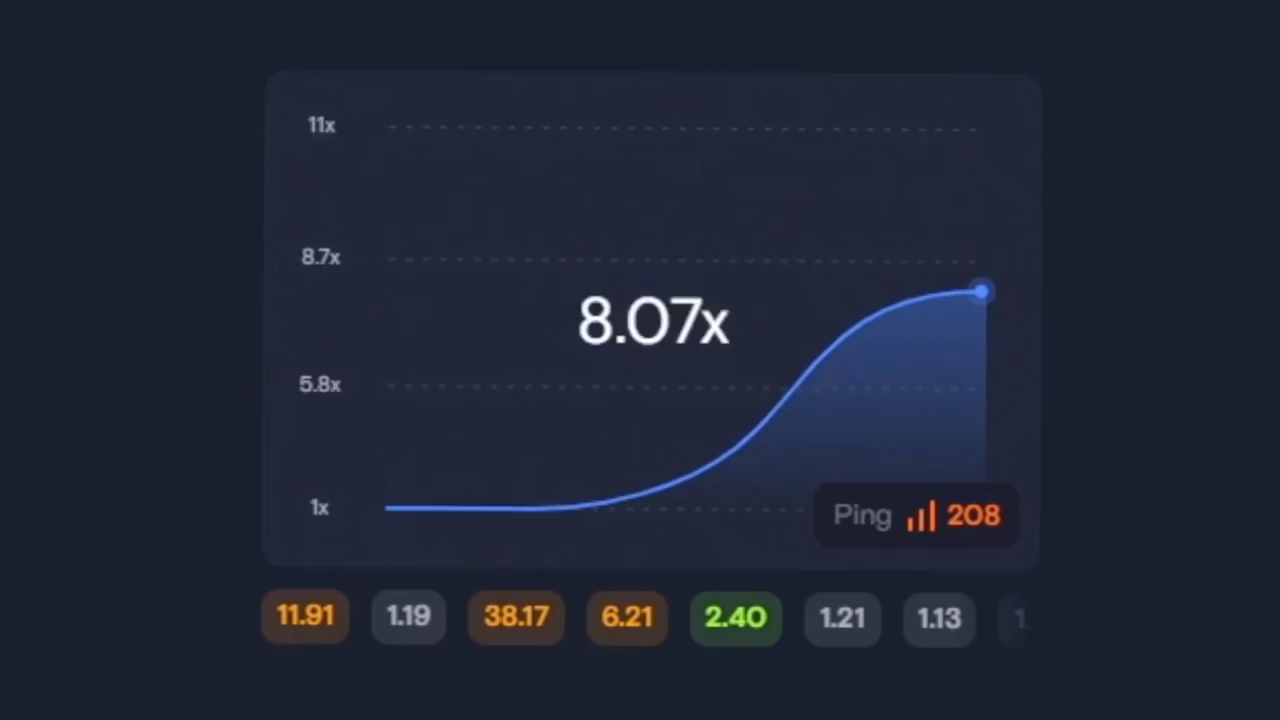 11x
8.7x
8.07x
5.8x
1x
Ping 208
11.91 1.19 38.17 6.21 2.40 1.21 1.13